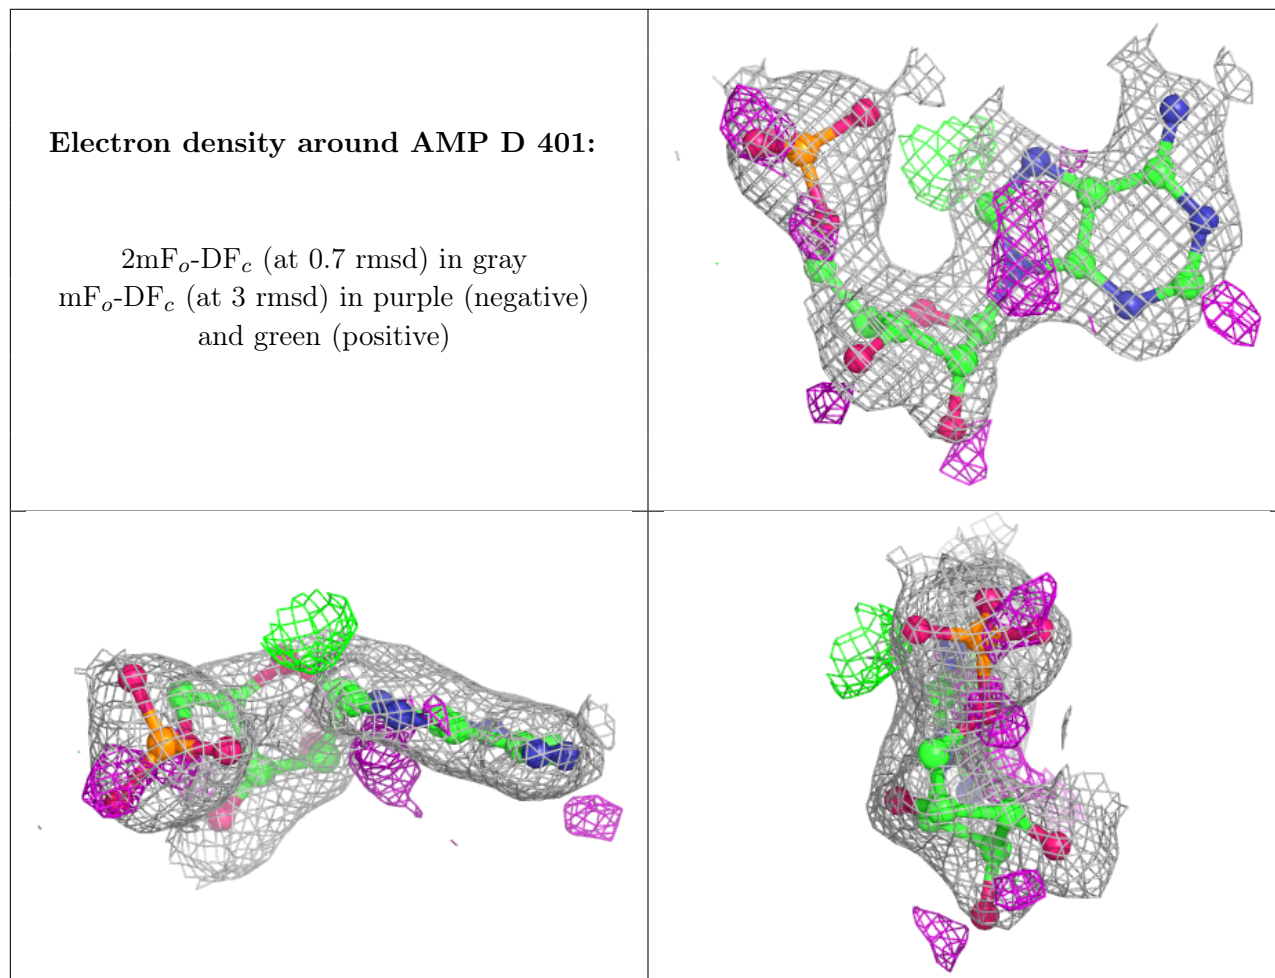 Electron density around AMP D 401:
2mFo-DFc (at 0.7 rmsd) in gray
mFo-DFc (at 3 rmsd) in purple (negative)
and green (positive)